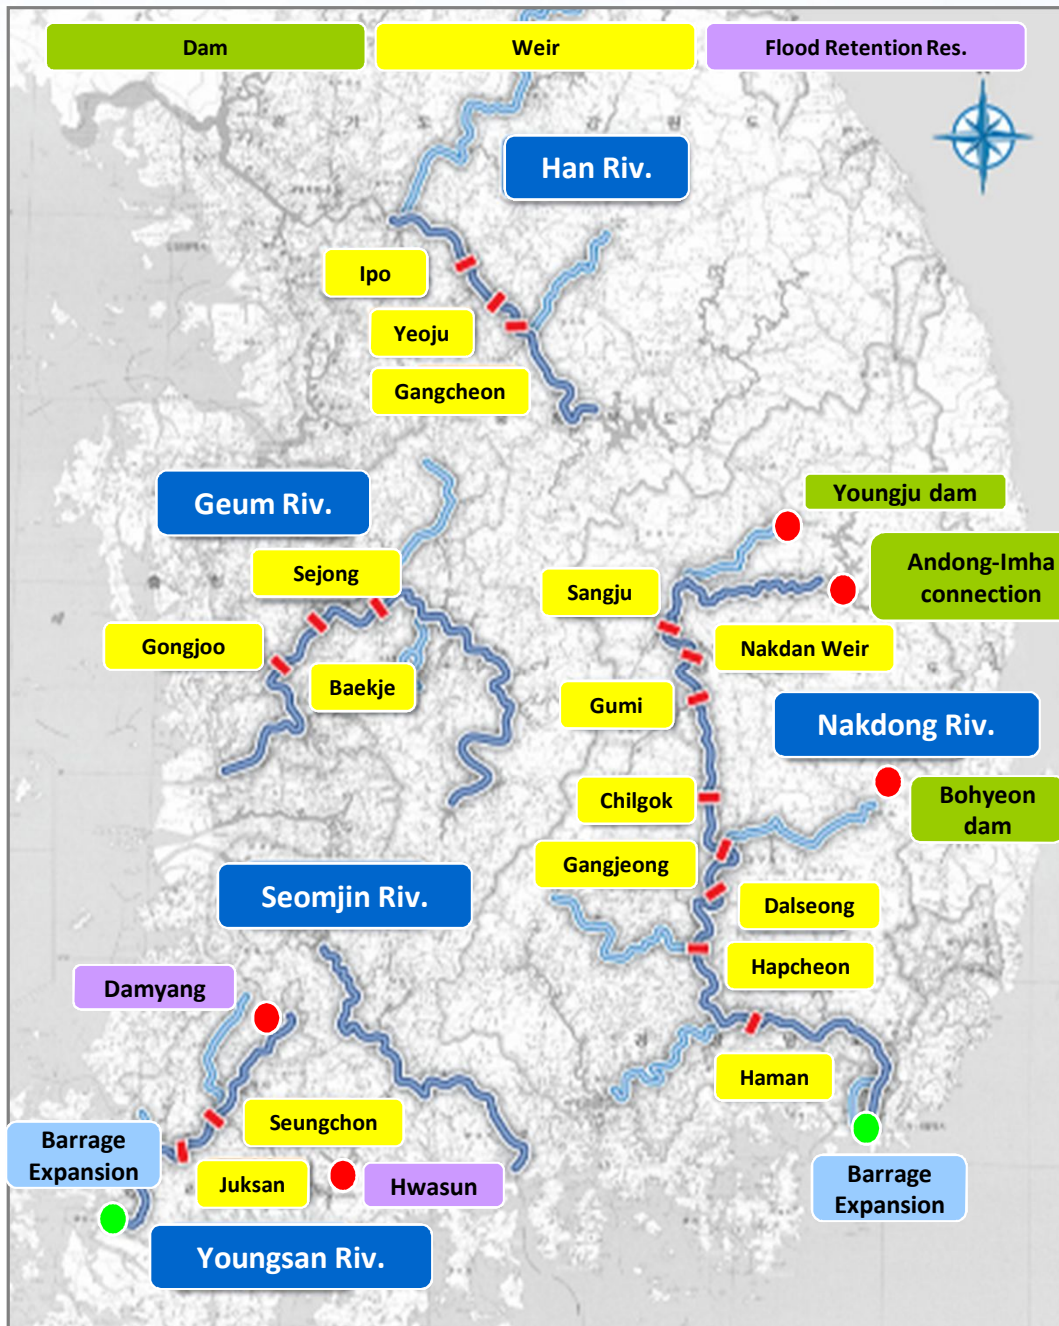 Dam
Weir
Flood Retention Res.
Han Riv.
Ipo
Yeoju
Gangcheon
Geum Riv.
Youngju dam
Sejong
Andong-Imha
connection
Sangju
Gongjoo
Nakdan Weir
Baekje
Gumi
Nakdong Riv.
Chilgok
Bohyeon
dam
Gangjeong
Seomjin Riv.
Dalseong
Hapcheon
Damyang
Haman
Seungchon
Barrage
Expansion
Juksan
Hwasun
Barrage
Expansion
Youngsan Riv.